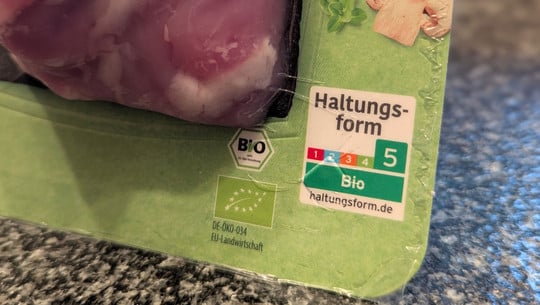 Haltungs-
form
1 2 3 4 5
Bio
haltungsform.de
BIO
DE-ÖKO-034
EU-Landwirtschaft